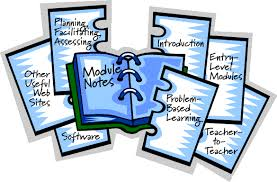 Planning,
Facilitating,
Assessing
Other
Useful
Web
Sites
Software
Module
Notes
Introduction
Entry-
Level
Modules
Problem-
Based
Learning
Teacher-
to-
Teacher